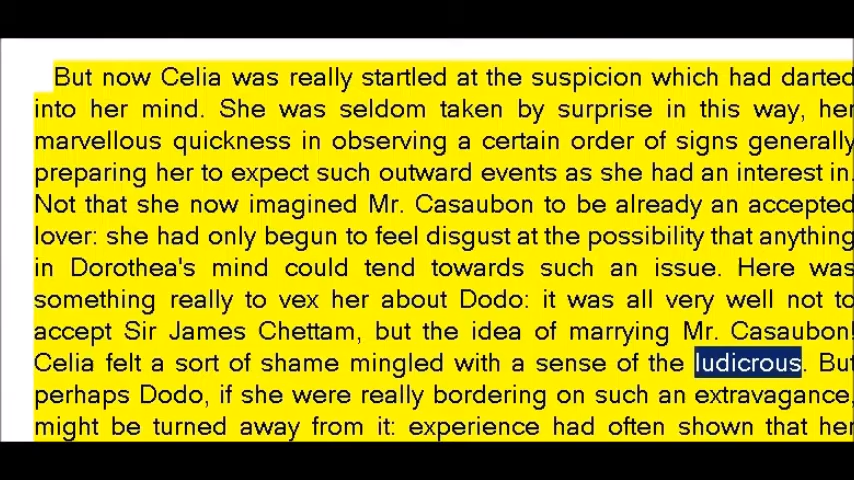 But now Celia was really startled at the suspicion which had darted
into her mind. She was seldom taken by surprise in this way, her
marvellous quickness in observing a certain order of signs generally
preparing her to expect such outward events as she had an interest in.
Not that she now imagined Mr. Casaubon to be already an accepted
lover: she had only begun to feel disgust at the possibility that anything
in Dorothea's mind could tend towards such an issue. Here was
something really to vex her about Dodo: it was all very well not to
accept Sir James Chettam, but the idea of marrying Mr. Casaubon!
Celia felt a sort of shame mingled with a sense of the ludicrous. But
perhaps Dodo, if she were really bordering on such an extravagance,
might be turned away from it: experience had often shown that her